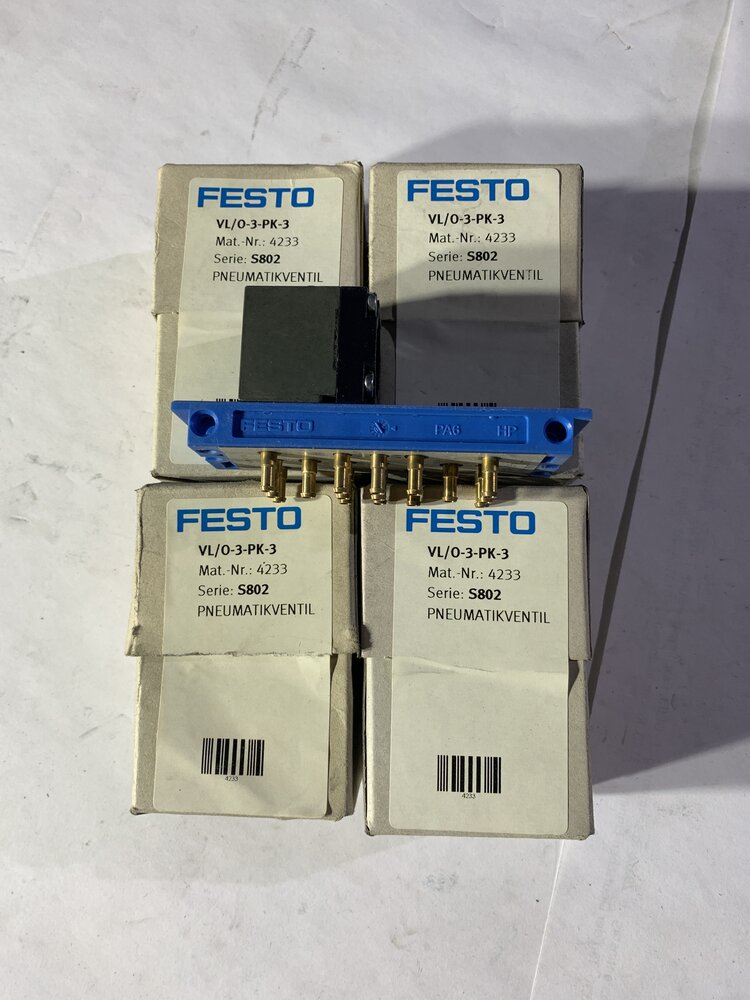 FESTO
VL/O-3-PK-3
Mat.-Nr.: 4233
Serie: S802
PNEUMATIKVENTIL
FESTO
VL/O-3-PK-3
Mat.-Nr.: 4233
Serie: S802
PNEUMATIKVENTIL
FESTO PA6 HP
FESTO
VL/O-3-PK-3
Mat.-Nr.: 4233
Serie: S802
PNEUMATIKVENTIL
4233
FESTO
VL/O-3-PK-3
Mat.-Nr.: 4233
Serie: S802
PNEUMATIKVENTIL
4233